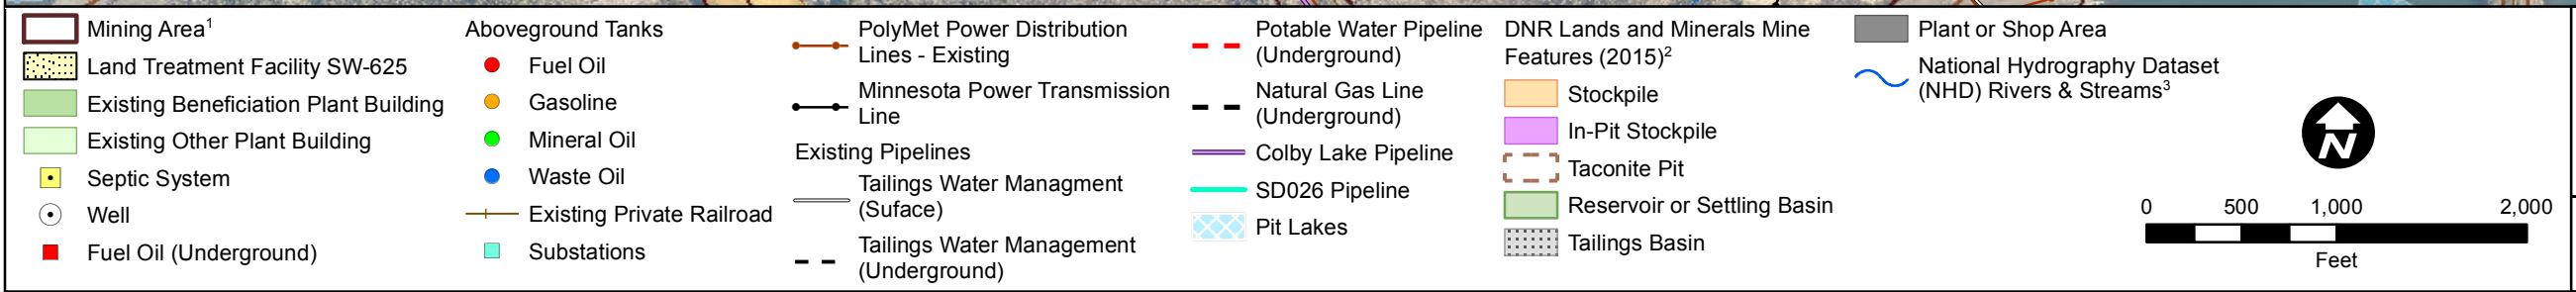 Mining Area1
Land Treatment Facility SW-625
Existing Beneficiation Plant Building
Existing Other Plant Building
Septic System
Well
Fuel Oil (Underground)
Aboveground Tanks
Fuel Oil
Gasoline
Mineral Oil
Waste Oil
Existing Private Railroad
Substations
PolyMet Power Distribution
Lines - Existing
Minnesota Power Transmission
Line
Existing Pipelines
Tailings Water Managment
(Suface)
Tailings Water Management
(Underground)
Potable Water Pipeline
(Underground)
Natural Gas Line
(Underground)
Colby Lake Pipeline
SD026 Pipeline
Pit Lakes
DNR Lands and Minerals Mine
Features (2015)2
Stockpile
In-Pit Stockpile
Taconite Pit
Reservoir or Settling Basin
Tailings Basin
Plant or Shop Area
National Hydrography Dataset
(NHD) Rivers & Streams3
N
0 500 1,000 2,000
Feet